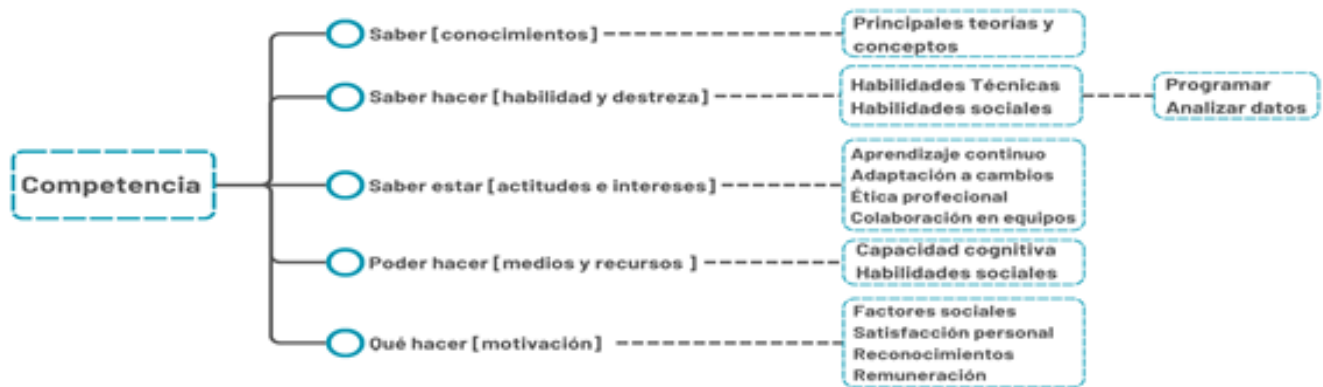 Competencia
Saber [conocimientos]
Principales teorías y
conceptos
Saber hacer [habilidad y destreza]
Habilidades Técnicas
Habilidades sociales
Programar
Analizar datos
Saber estar [actitudes e intereses]
Aprendizaje continuo
Adaptación a cambios
Ética profecional
Colaboración en equipos
Poder hacer [medios y recursos ]
Capacidad cognitiva
Habilidades sociales
Qué hacer [motivación]
Factores sociales
Satisfacción personal
Reconocimientos
Remuneración